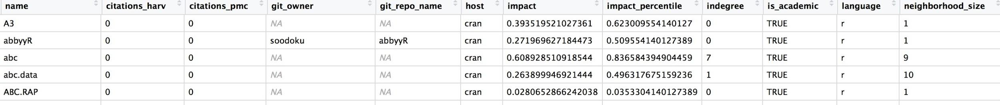 name citations_harv citations_pmc git_owner git_repo_name host impact impact_percentile indegree is_academic language neighborhood_size
A3 0 0 NA NA cran 0.393519521027361 0.623009554140127 0 TRUE r 1
abbyyR 0 0 soodoku abbyyR cran 0.271969627184473 0.509554140127389 0 TRUE r 1
abc 0 0 NA NA cran 0.608928510918544 0.836584394904459 7 TRUE r 9
abc.data 0 0 NA NA cran 0.263899946921444 0.496317675159236 1 TRUE r 10
ABC.RAP 0 0 NA NA cran 0.0280652866242038 0.0353304140127389 0 TRUE r 1